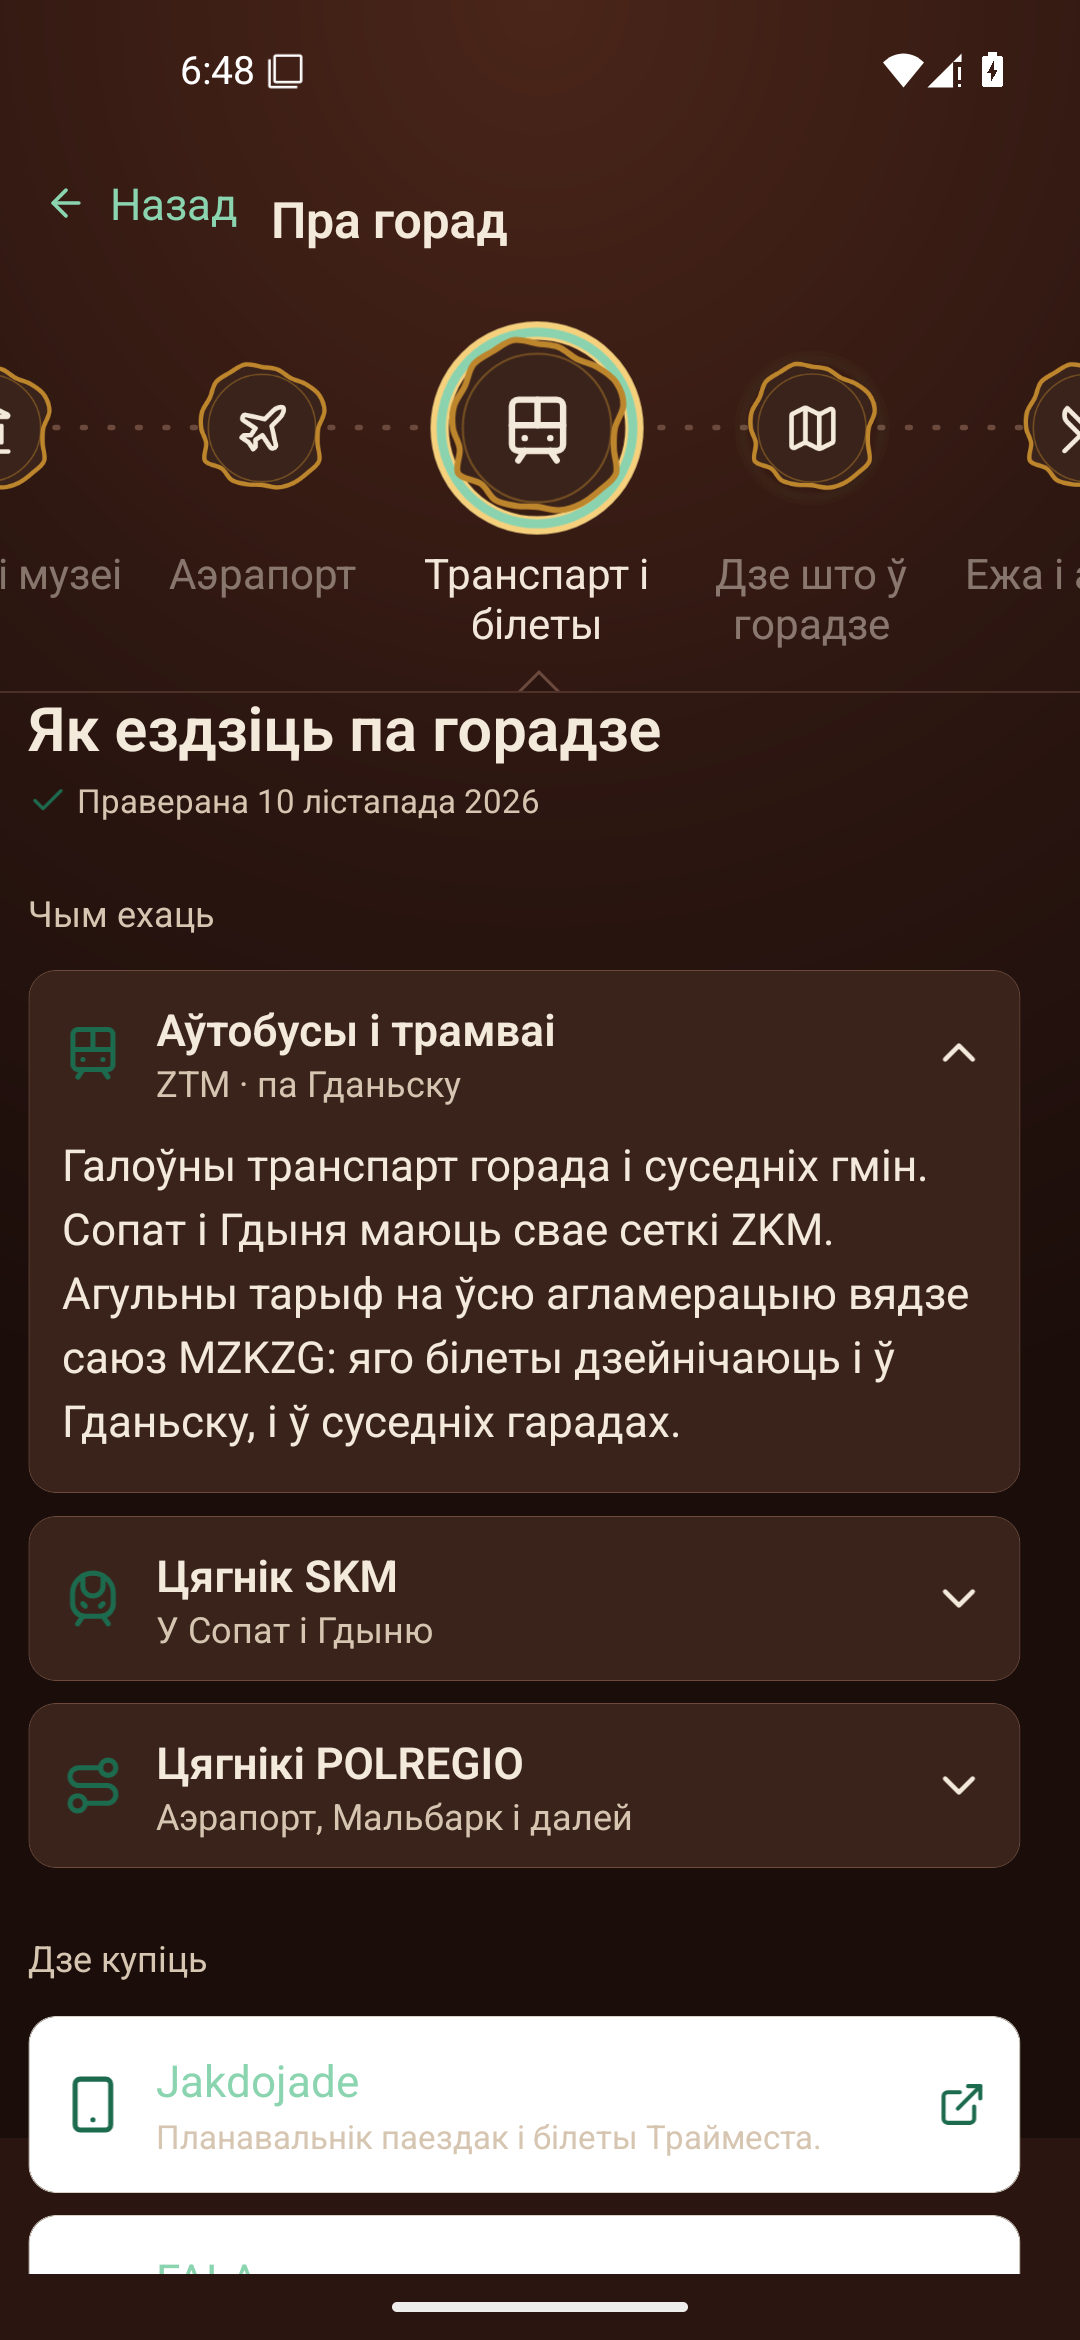 6:48
Назад
Пра горад
і музеі
Аэрапорт
Транспарт і
білеты
Дзе што ў
горадзе
Ежа і
Як ездзіць па горадзе
Праверана 10 лістапада 2026
Чым ехаць
Аўтобусы і трамваі
ZTM · па Гданьску
Галоўны транспарт горада і суседніх гмін.
Сопат і Гдыня маюць свае сеткі ZKM.
Агульны тарыф на ўсю агламерацыю вядзе
саюз MZKZG: яго білеты дзейнічаюць і ў
Гданьску, і ў суседніх гарадах.
Цягнік SKM
У Сопат і Гдыню
Цягнікі POLREGIO
Аэрапорт, Мальбарк і далей
Дзе купіць
Jakdojade
Планавальнік паездак і білеты Трайместа.